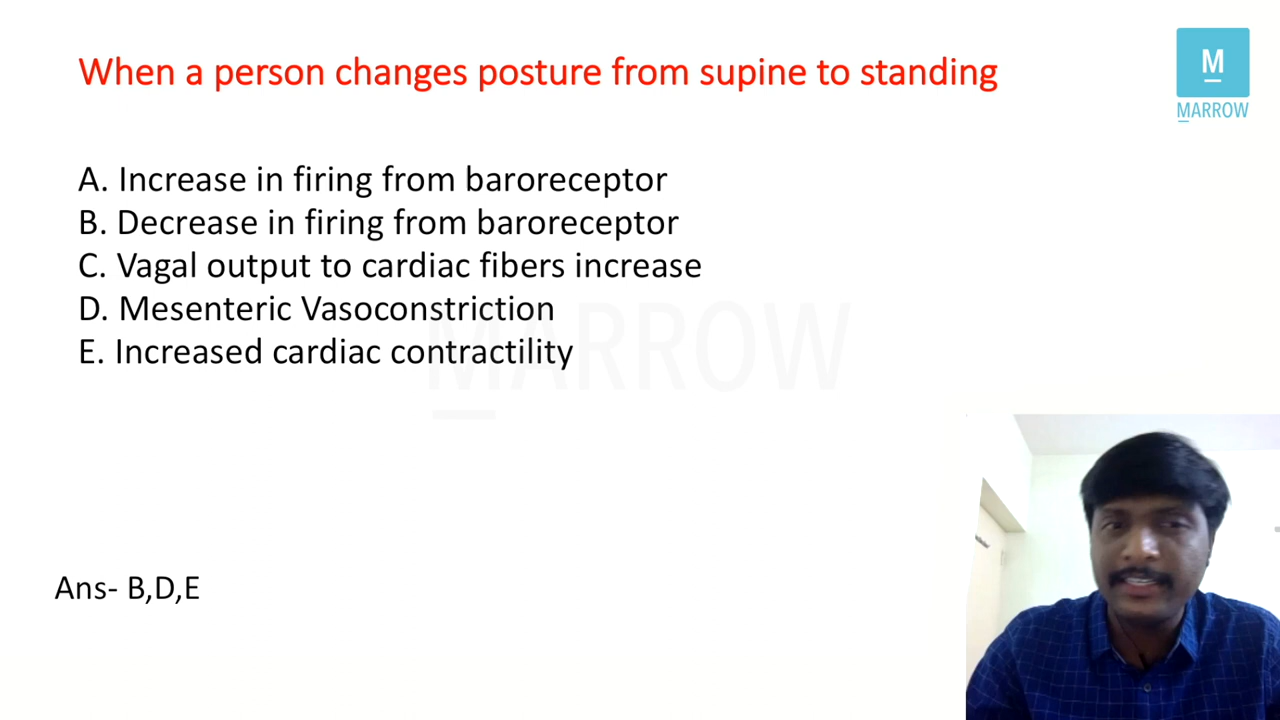 When a person changes posture from supine to standing
M
MARROW
A. Increase in firing from baroreceptor
B. Decrease in firing from baroreceptor
C. Vagal output to cardiac fibers increase
D. Mesenteric Vasoconstriction
E. Increased cardiac contractility
MARROW
Ans- B,D,E